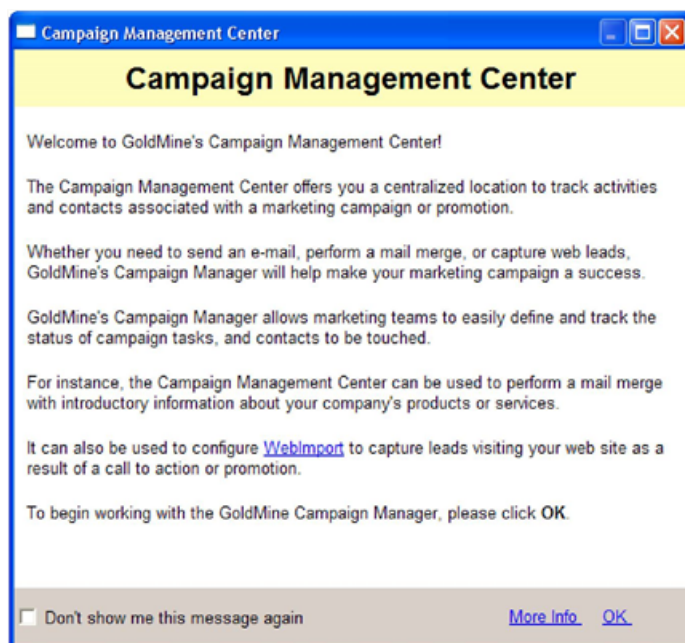 Campaign Management Center
Campaign Management Center
Welcome to GoldMine's Campaign Management Center!
The Campaign Management Center offers you a centralized location to track activities
and contacts associated with a marketing campaign or promotion.
Whether you need to send an e-mail, perform a mail merge, or capture web leads,
GoldMine's Campaign Manager will help make your marketing campaign a success.
GoldMine's Campaign Manager allows marketing teams to easily define and track the
status of campaign tasks, and contacts to be touched.
For instance, the Campaign Management Center can be used to perform a mail merge
with introductory information about your company's products or services.
It can also be used to configure WebImport to capture leads visiting your web site as a
result of a call to action or promotion.
To begin working with the GoldMine Campaign Manager, please click OK.
Don't show me this message again More Info OK